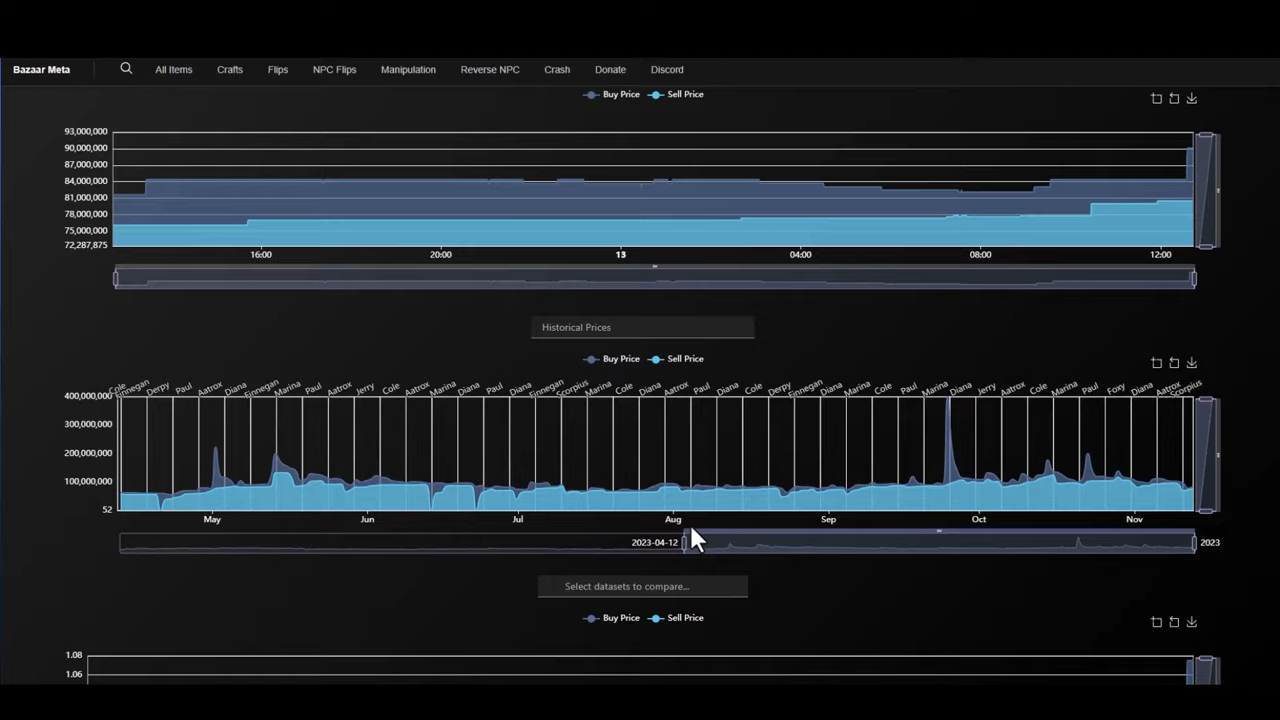 Bazaar Meta All Items Crafts Flips NPC Flips Manipulation Reverse NPC Crash Donate Discord
Buy Price Sell Price
93,000,000
90,000,000
87,000,000
84,000,000
81,000,000
78,000,000
75,000,000
72,287,875
16:00 20:00 13 04:00 08:00 12:00
Historical Prices
Buy Price Sell Price
Cole Finnegan Derpy Paul Aatrox Diana Finnegan Marina Paul Aatrox Jerry Cole Aatrox Marina Diana Paul Diana Finnegan Scorpius Marina Cole Diana Aatrox Paul Diana Cole Derpy Finnegan Diana Marina Cole Paul Marina Diana Jerry Aatrox Cole Marina Paul Foxy Diana Aatrox Scorpius
400,000,000
300,000,000
200,000,000
100,000,000
52
May Jun Jul Aug Sep Oct Nov
2023-04-12 2023
Select datasets to compare...
Buy Price Sell Price
1.08
1.06